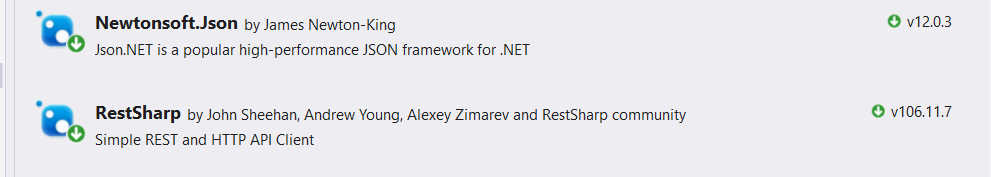 Newtonsoft.Json by James Newton-King v12.0.3
Json.NET is a popular high-performance JSON framework for .NET
RestSharp by John Sheehan, Andrew Young, Alexey Zimarev and RestSharp community v106.11.7
Simple REST and HTTP API Client